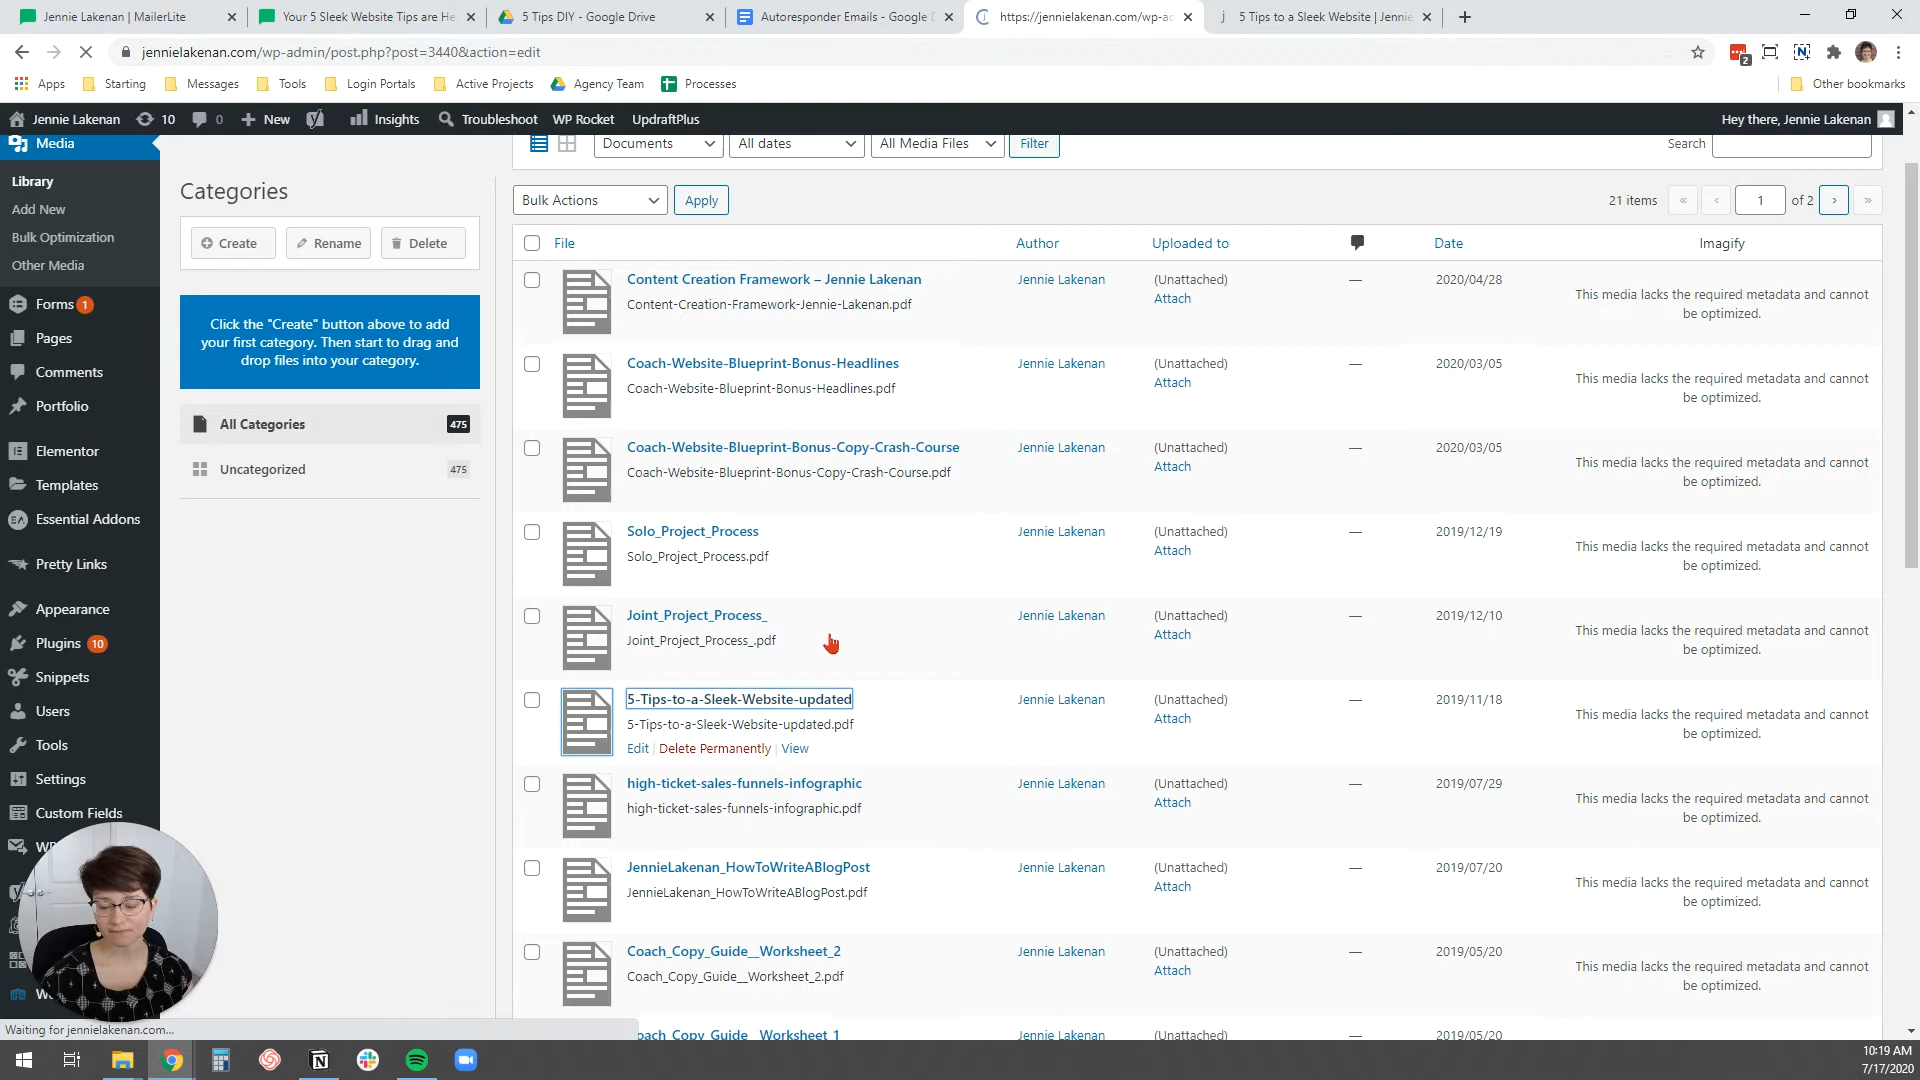 Jennie Lakenan | MailerLite
Your 5 Sleek Website Tips are He
5 Tips DIY - Google Drive
Autoresponder Emails - Google D
https://jennielakenan.com/wp-ad
5 Tips to a Sleek Website | Jennie
jennielakenan.com/wp-admin/post.php?post=3440&action=edit
2
Apps
Starting
Messages
Tools
Login Portals
Active Projects
Agency Team
Processes
Other bookmarks
Jennie Lakenan
10
0
New
Insights
Troubleshoot
WP Rocket
UpdraftPlus
Hey there, Jennie Lakenan
Media
Library
Add New
Bulk Optimization
Other Media
Forms 1
Pages
Comments
Portfolio
Elementor
Templates
EA Essential Addons
Pretty Links
Appearance
Plugins 10
Snippets
Users
Tools
Settings
Custom Fields
Categories
Create
Rename
Delete
Click the "Create" button above to add
your first category. Then start to drag and
drop files into your category.
All Categories 475
Uncategorized 475
Documents
All dates
All Media Files
Filter
Search
Bulk Actions
Apply
21 items « ‹ 1 of 2 › »
File Author Uploaded to Date Imagify
Content Creation Framework – Jennie Lakenan
Content-Creation-Framework-Jennie-Lakenan.pdf
Jennie Lakenan
(Unattached)
Attach
—
2020/04/28
This media lacks the required metadata and cannot
be optimized.
Coach-Website-Blueprint-Bonus-Headlines
Coach-Website-Blueprint-Bonus-Headlines.pdf
Jennie Lakenan
(Unattached)
Attach
—
2020/03/05
This media lacks the required metadata and cannot
be optimized.
Coach-Website-Blueprint-Bonus-Copy-Crash-Course
Coach-Website-Blueprint-Bonus-Copy-Crash-Course.pdf
Jennie Lakenan
(Unattached)
Attach
—
2020/03/05
This media lacks the required metadata and cannot
be optimized.
Solo_Project_Process
Solo_Project_Process.pdf
Jennie Lakenan
(Unattached)
Attach
—
2019/12/19
This media lacks the required metadata and cannot
be optimized.
Joint_Project_Process_
Joint_Project_Process_.pdf
Jennie Lakenan
(Unattached)
Attach
—
2019/12/10
This media lacks the required metadata and cannot
be optimized.
5-Tips-to-a-Sleek-Website-updated
5-Tips-to-a-Sleek-Website-updated.pdf
Edit | Delete Permanently | View
Jennie Lakenan
(Unattached)
Attach
—
2019/11/18
This media lacks the required metadata and cannot
be optimized.
high-ticket-sales-funnels-infographic
high-ticket-sales-funnels-infographic.pdf
Jennie Lakenan
(Unattached)
Attach
—
2019/07/29
This media lacks the required metadata and cannot
be optimized.
JennieLakenan_HowToWriteABlogPost
JennieLakenan_HowToWriteABlogPost.pdf
Jennie Lakenan
(Unattached)
Attach
—
2019/07/20
This media lacks the required metadata and cannot
be optimized.
Coach_Copy_Guide__Worksheet_2
Coach_Copy_Guide__Worksheet_2.pdf
Jennie Lakenan
(Unattached)
Attach
—
2019/05/20
This media lacks the required metadata and cannot
be optimized.
Coach_Copy_Guide__Worksheet_1
Jennie Lakenan
(Unattached)
2019/05/20
This media lacks the required metadata and cannot
Waiting for jennielakenan.com...
10:19 AM
7/17/2020